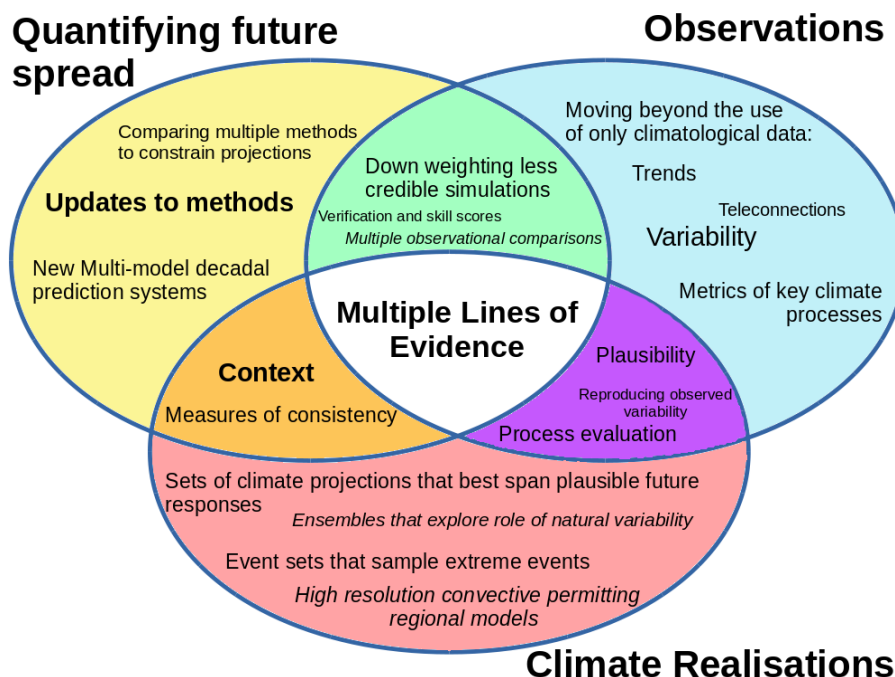 Quantifying future
spread
Observations
Comparing multiple methods
to constrain projections
Updates to methods
New Multi-model decadal
prediction systems
Down weighting less
credible simulations
Verification and skill scores
Multiple observational comparisons
Moving beyond the use
of only climatological data:
Trends
Teleconnections
Variability
Metrics of key climate
processes
Multiple Lines of
Evidence
Context
Measures of consistency
Plausibility
Reproducing observed
variability
Process evaluation
Sets of climate projections that best span plausible future
responses
Ensembles that explore role of natural variability
Event sets that sample extreme events
High resolution convective permitting
regional models
Climate Realisations